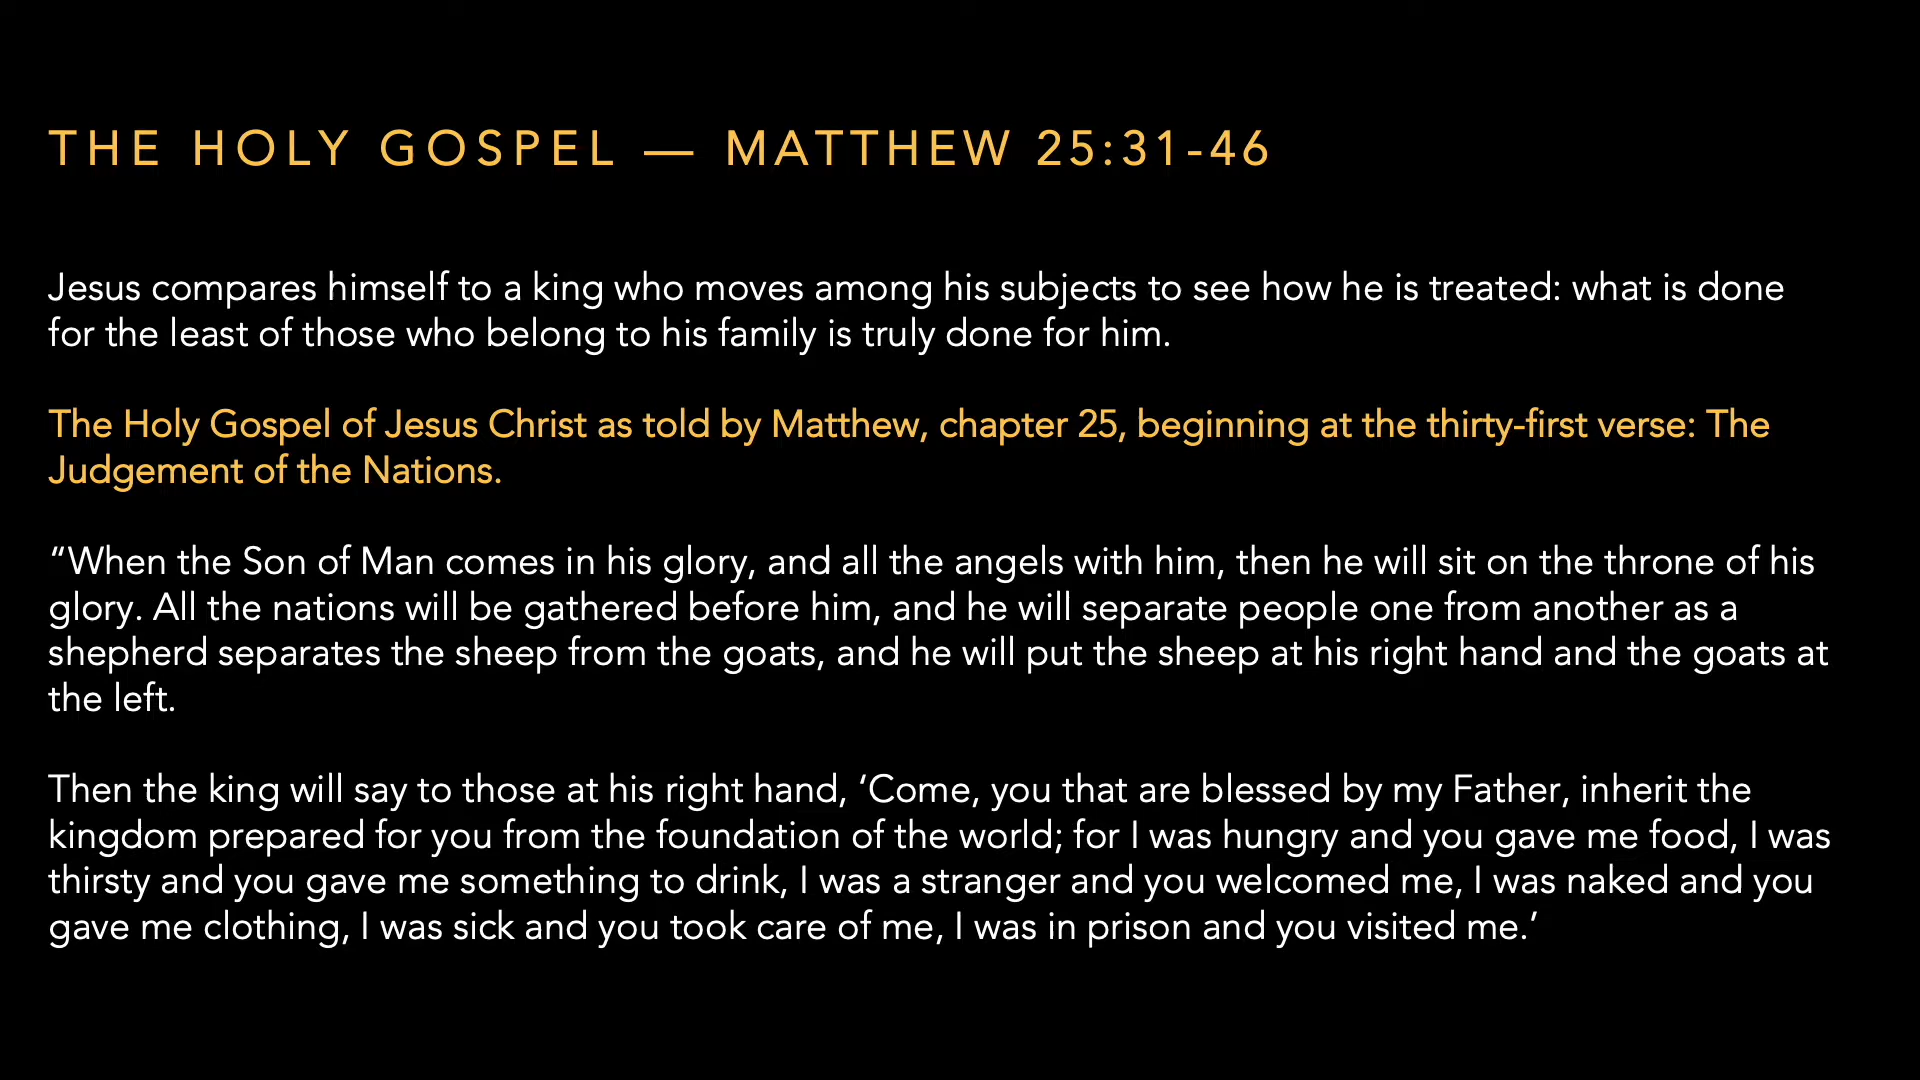 THE HOLY GOSPEL — MATTHEW 25:31-46
Jesus compares himself to a king who moves among his subjects to see how he is treated: what is done
for the least of those who belong to his family is truly done for him.
The Holy Gospel of Jesus Christ as told by Matthew, chapter 25, beginning at the thirty-first verse: The
Judgement of the Nations.
“When the Son of Man comes in his glory, and all the angels with him, then he will sit on the throne of his
glory. All the nations will be gathered before him, and he will separate people one from another as a
shepherd separates the sheep from the goats, and he will put the sheep at his right hand and the goats at
the left.
Then the king will say to those at his right hand, ‘Come, you that are blessed by my Father, inherit the
kingdom prepared for you from the foundation of the world; for I was hungry and you gave me food, I was
thirsty and you gave me something to drink, I was a stranger and you welcomed me, I was naked and you
gave me clothing, I was sick and you took care of me, I was in prison and you visited me.’